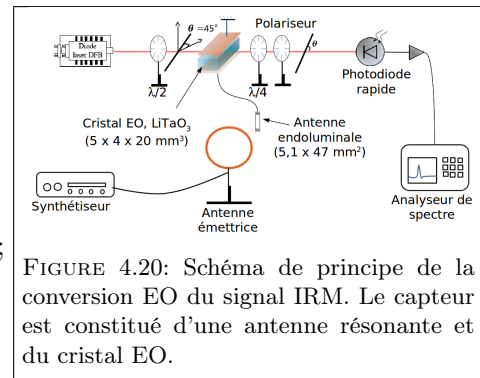 Diode
laser DFB
θ =45°
Polariseur
θ
λ/2
λ/4
Photodiode
rapide
Cristal EO, LiTaO3
(5 x 4 x 20 mm³)
Antenne
endoluminale
(5,1 x 47 mm²)
Synthétiseur
Antenne
émettrice
Analyseur de
spectre
FIGURE 4.20: Schéma de principe de la
conversion EO du signal IRM. Le capteur
est constitué d'une antenne résonante et
du cristal EO.